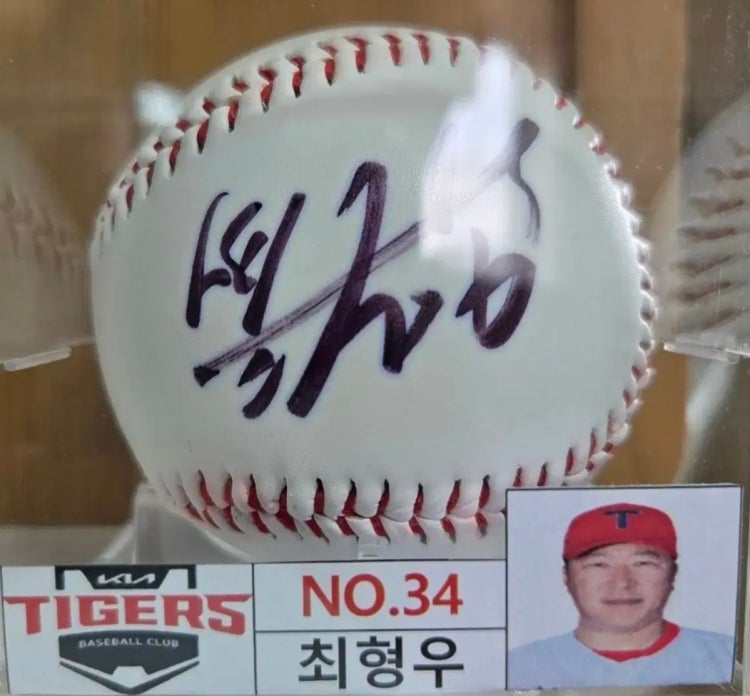 KIA
TIGERS
BASEBALL CLUB
NO.34
최형우
T